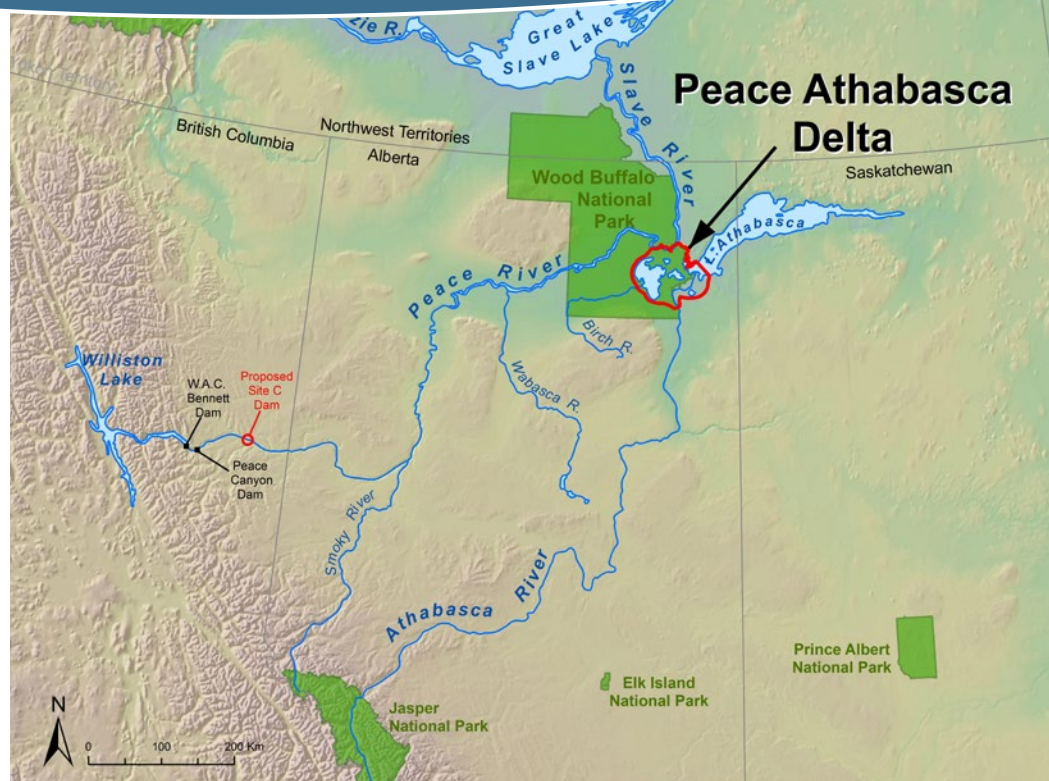 zie R.
Great
Slave Lake
Slave River
Peace Athabasca
Delta
Yukon Territory
British Columbia
Northwest Territories
Alberta
Saskatchewan
Wood Buffalo
National
Park
L. Athabasca
Peace River
Birch R.
Wabasca R.
Williston
Lake
W.A.C.
Bennett
Dam
Proposed
Site C
Dam
Peace
Canyon
Dam
Smoky River
Athabasca River
Prince Albert
National Park
Elk Island
National Park
Jasper
National Park
N
0 100 200 Km